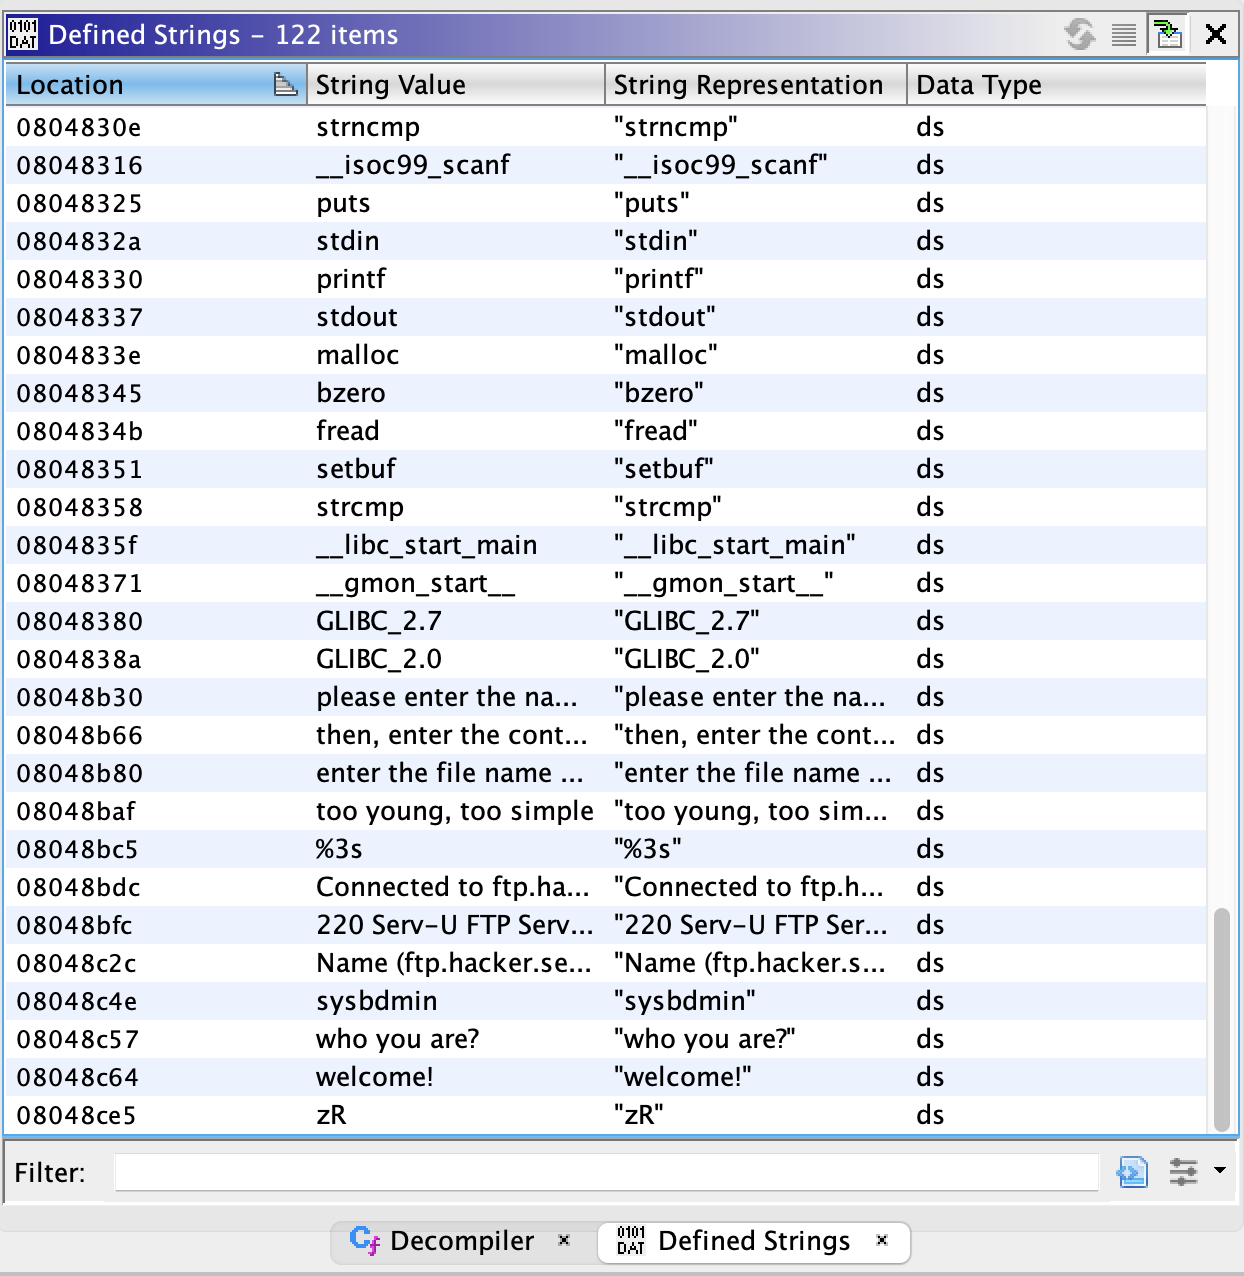 0101 DAT Defined Strings – 122 items
Location String Value String Representation Data Type
0804830e strncmp "strncmp" ds
08048316 __isoc99_scanf "__isoc99_scanf" ds
08048325 puts "puts" ds
0804832a stdin "stdin" ds
08048330 printf "printf" ds
08048337 stdout "stdout" ds
0804833e malloc "malloc" ds
08048345 bzero "bzero" ds
0804834b fread "fread" ds
08048351 setbuf "setbuf" ds
08048358 strcmp "strcmp" ds
0804835f __libc_start_main "__libc_start_main" ds
08048371 __gmon_start__ "__gmon_start__" ds
08048380 GLIBC_2.7 "GLIBC_2.7" ds
0804838a GLIBC_2.0 "GLIBC_2.0" ds
08048b30 please enter the na... "please enter the na... ds
08048b66 then, enter the cont... "then, enter the cont... ds
08048b80 enter the file name ... "enter the file name ... ds
08048baf too young, too simple "too young, too sim... ds
08048bc5 %3s "%3s" ds
08048bdc Connected to ftp.ha... "Connected to ftp.h... ds
08048bfc 220 Serv-U FTP Serv... "220 Serv-U FTP Ser... ds
08048c2c Name (ftp.hacker.se... "Name (ftp.hacker.s... ds
08048c4e sysbdmin "sysbdmin" ds
08048c57 who you are? "who you are?" ds
08048c64 welcome! "welcome!" ds
08048ce5 zR "zR" ds
Filter:
Cf Decompiler × 0101 DAT Defined Strings ×